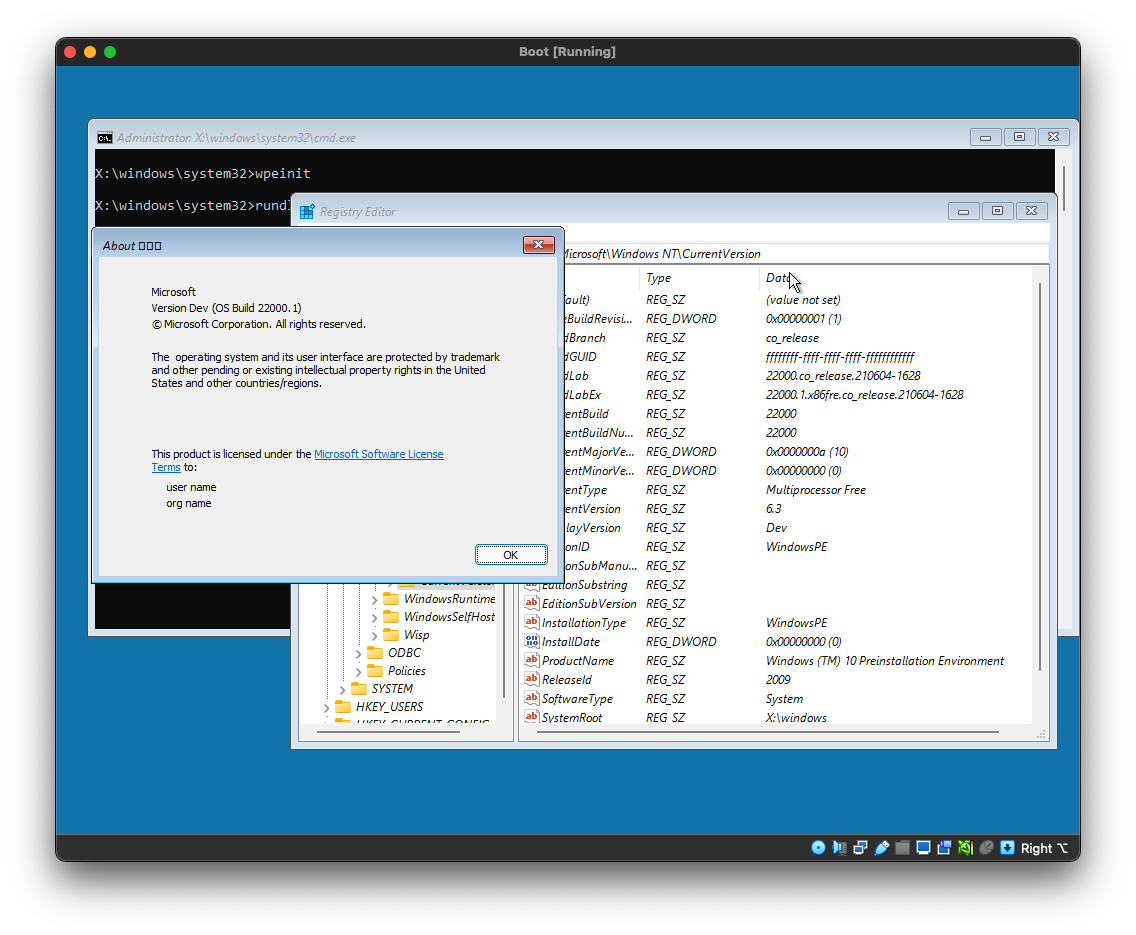 Boot [Running]
Administrator: X:\windows\system32\cmd.exe
X:\windows\system32>wpeinit
X:\windows\system32>rund
Registry Editor
About
Microsoft
Version Dev (OS Build 22000.1)
© Microsoft Corporation. All rights reserved.
The operating system and its user interface are protected by trademark
and other pending or existing intellectual property rights in the United
States and other countries/regions.
This product is licensed under the Microsoft Software License
Terms to:
user name
org name
OK
Microsoft\Windows NT\CurrentVersion
Type Data
fault) REG_SZ (value not set)
eBuildRevisi... REG_DWORD 0x00000001 (1)
dBranch REG_SZ co_release
dGUID REG_SZ ffffffff-ffff-ffff-ffff-ffffffffffff
dLab REG_SZ 22000.co_release.210604-1628
dLabEx REG_SZ 22000.1.x86fre.co_release.210604-1628
entBuild REG_SZ 22000
entBuildNu... REG_SZ 22000
entMajorVe... REG_DWORD 0x0000000a (10)
entMinorVe... REG_DWORD 0x00000000 (0)
entType REG_SZ Multiprocessor Free
entVersion REG_SZ 6.3
layVersion REG_SZ Dev
onID REG_SZ WindowsPE
onSubManu... REG_SZ
EditionSubstring REG_SZ
EditionSubVersion REG_SZ
InstallationType REG_SZ WindowsPE
InstallDate REG_DWORD 0x00000000 (0)
ProductName REG_SZ Windows (TM) 10 Preinstallation Environment
ReleaseId REG_SZ 2009
SoftwareType REG_SZ System
SystemRoot REG_SZ X:\windows
WindowsRuntime
WindowsSelfHost
Wisp
ODBC
Policies
SYSTEM
HKEY_USERS
HKEY_CURRENT_CONFIG
Right ⌥